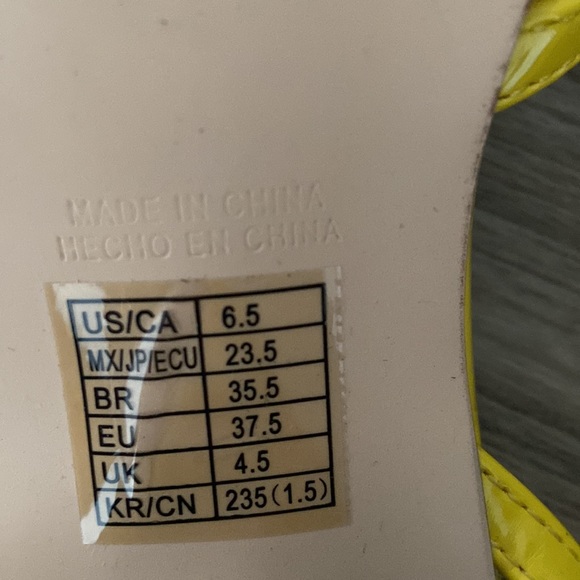 MADE IN CHINA
HECHO EN CHINA
US/CA 6.5
MX/JP/ECU 23.5
BR 35.5
EU 37.5
UK 4.5
KR/CN 235(1.5)